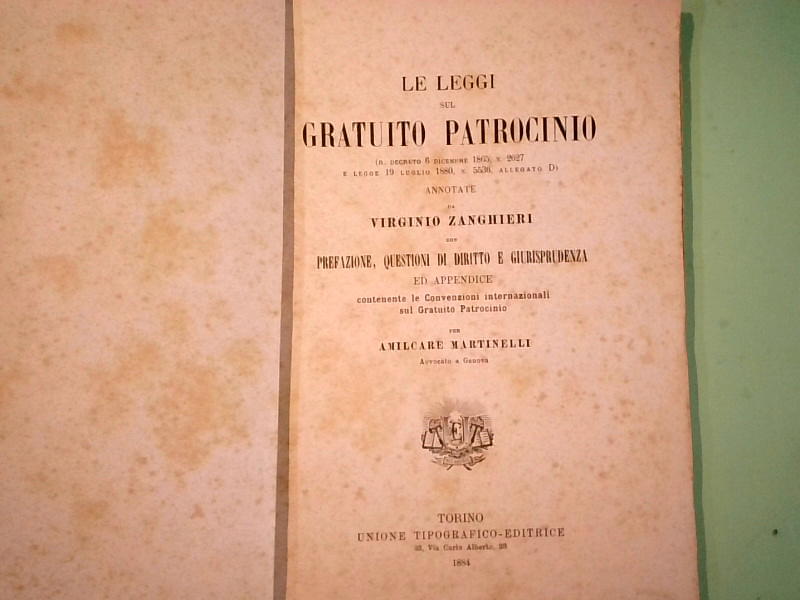 LE LEGGI
SUL
GRATUITO PATROCINIO
(R. DECRETO 6 DICEMBRE 1865, N. 2627
E LEGGE 19 LUGLIO 1880, N. 5536, ALLEGATO D)
ANNOTATE
DA
VIRGINIO ZANGHIERI
CON
PREFAZIONE, QUESTIONI DI DIRITTO E GIURISPRUDENZA
ED APPENDICE
contenente le Convenzioni internazionali
sul Gratuito Patrocinio
PER
AMILCARE MARTINELLI
Avvocato a Genova
TORINO
UNIONE TIPOGRAFICO-EDITRICE
33, Via Carlo Alberto, 33
1884